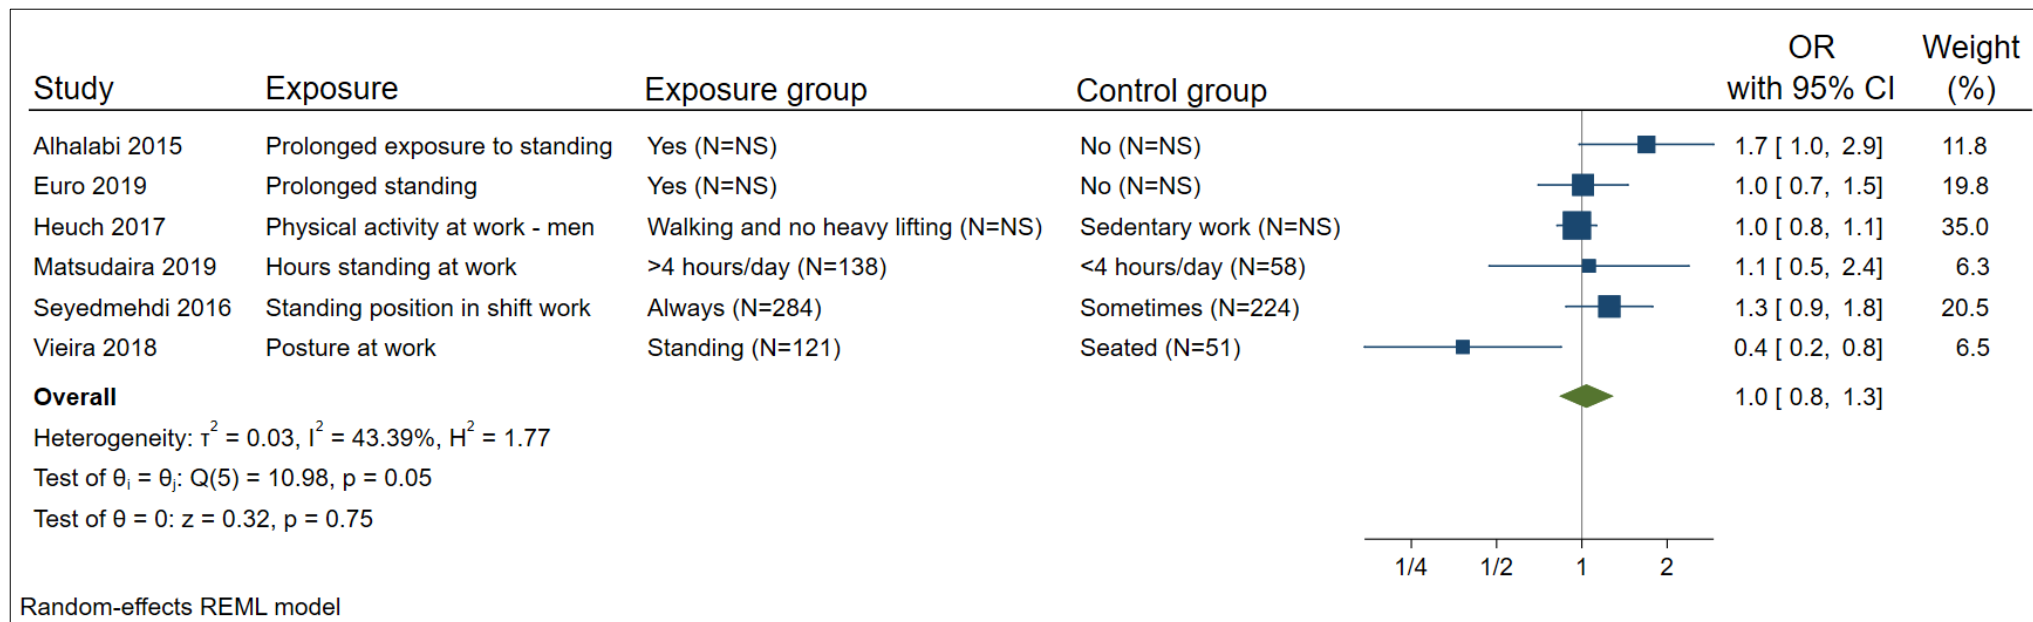 OR Weight
Study Exposure Exposure group Control group with 95% CI (%)
Alhalabi 2015 Prolonged exposure to standing Yes (N=NS) No (N=NS) 1.7 [ 1.0, 2.9] 11.8
Euro 2019 Prolonged standing Yes (N=NS) No (N=NS) 1.0 [ 0.7, 1.5] 19.8
Heuch 2017 Physical activity at work - men Walking and no heavy lifting (N=NS) Sedentary work (N=NS) 1.0 [ 0.8, 1.1] 35.0
Matsudaira 2019 Hours standing at work >4 hours/day (N=138) <4 hours/day (N=58) 1.1 [ 0.5, 2.4] 6.3
Seyedmehdi 2016 Standing position in shift work Always (N=284) Sometimes (N=224) 1.3 [ 0.9, 1.8] 20.5
Vieira 2018 Posture at work Standing (N=121) Seated (N=51) 0.4 [ 0.2, 0.8] 6.5
Overall 1.0 [ 0.8, 1.3]
Heterogeneity: τ² = 0.03, I² = 43.39%, H² = 1.77
Test of θᵢ = θⱼ: Q(5) = 10.98, p = 0.05
Test of θ = 0: z = 0.32, p = 0.75
1/4 1/2 1 2
Random-effects REML model